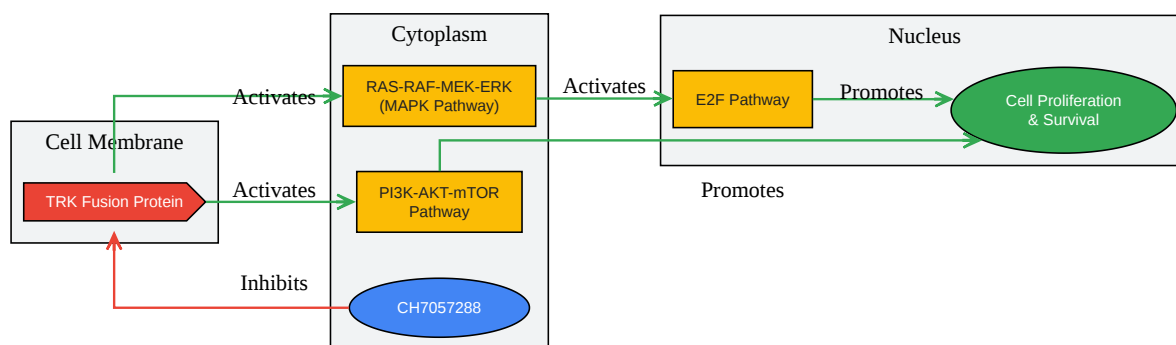 Cytoplasm
Nucleus
RAS-RAF-MEK-ERK
(MAPK Pathway)
Activates
Activates
E2F Pathway
Promotes
Cell Proliferation
& Survival
Cell Membrane
TRK Fusion Protein
Activates
PI3K-AKT-mTOR
Pathway
Promotes
Inhibits
CH7057288